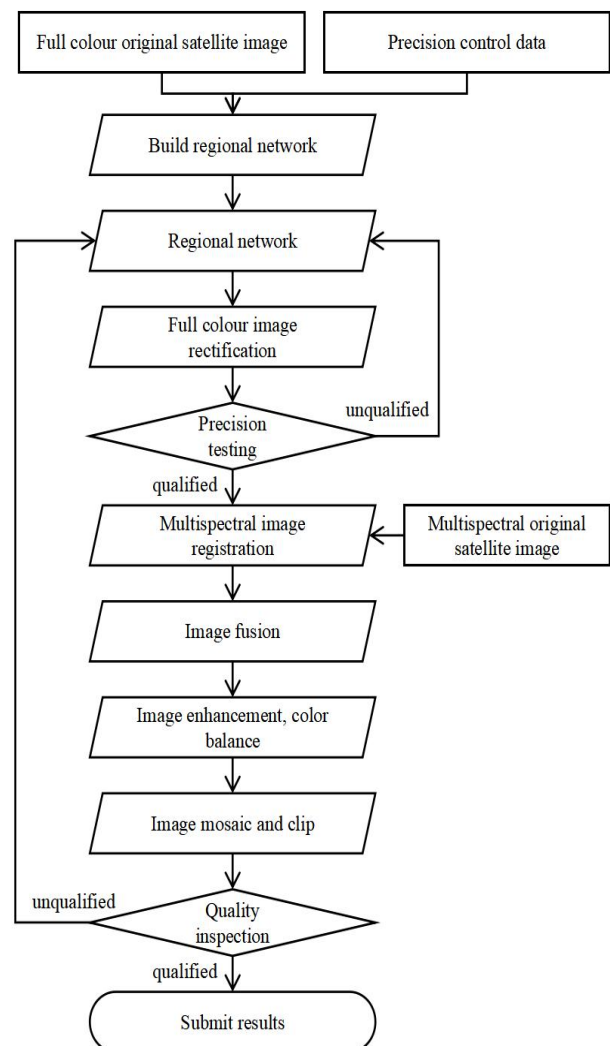 Full colour original satellite image
Precision control data
Build regional network
Regional network
Full colour image
rectification
unqualified
Precision
testing
qualified
Multispectral image
registration
Multispectral original
satellite image
Image fusion
Image enhancement, color
balance
Image mosaic and clip
unqualified
Quality
inspection
qualified
Submit results